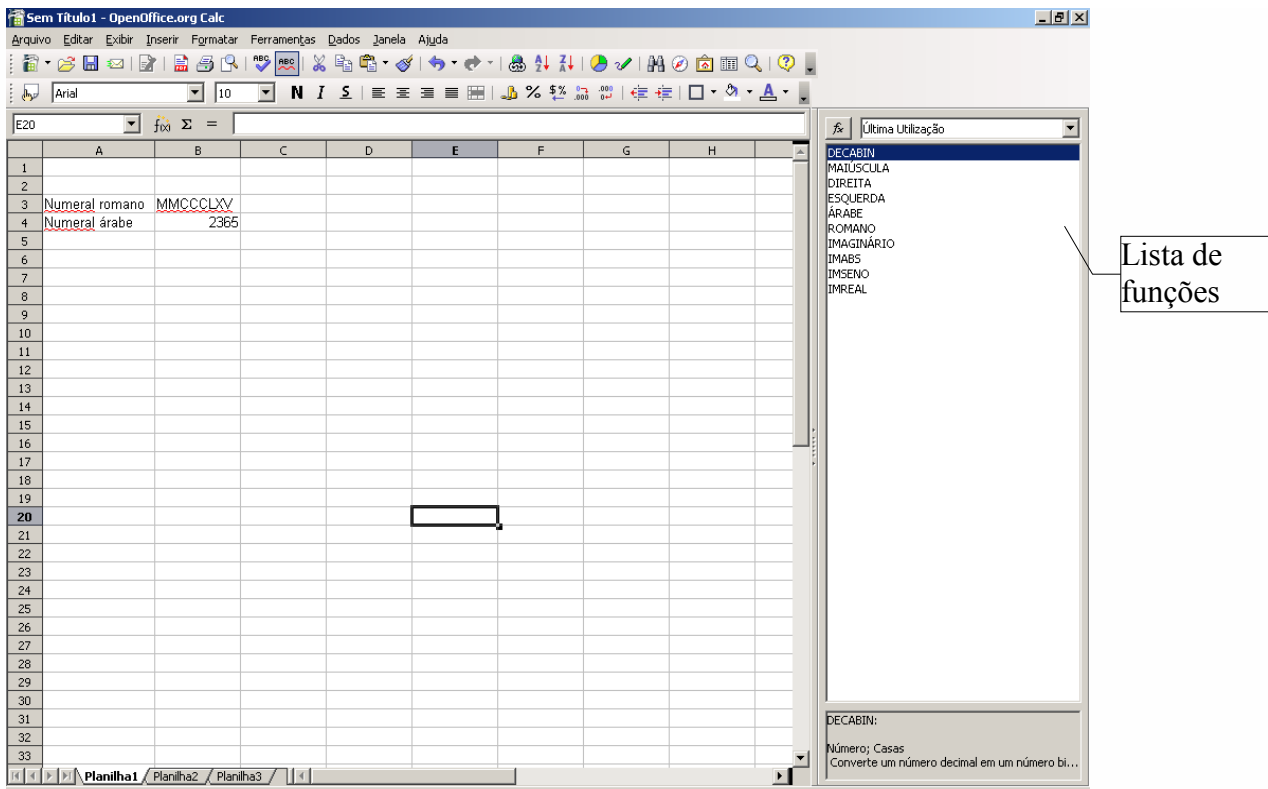 Sem Título1 - OpenOffice.org Calc
Arquivo Editar Exibir Inserir Formatar Ferramentas Dados Janela Ajuda
Arial 10 N I S
E20 f(x) Σ =
fx Última Utilização
A B C D E F G H
DECABIN
MAIÚSCULA
DIREITA
ESQUERDA
ÁRABE
ROMANO
IMAGINÁRIO
IMABS
IMSENO
IMREAL
Lista de
funções
1
2
3 Numeral romano MMCCCLXV
4 Numeral árabe 2365
5
6
7
8
9
10
11
12
13
14
15
16
17
18
19
20
21
22
23
24
25
26
27
28
29
30
31
32
33
DECABIN:
Número; Casas
Converte um número decimal em um número bi...
Planilha1 Planilha2 Planilha3